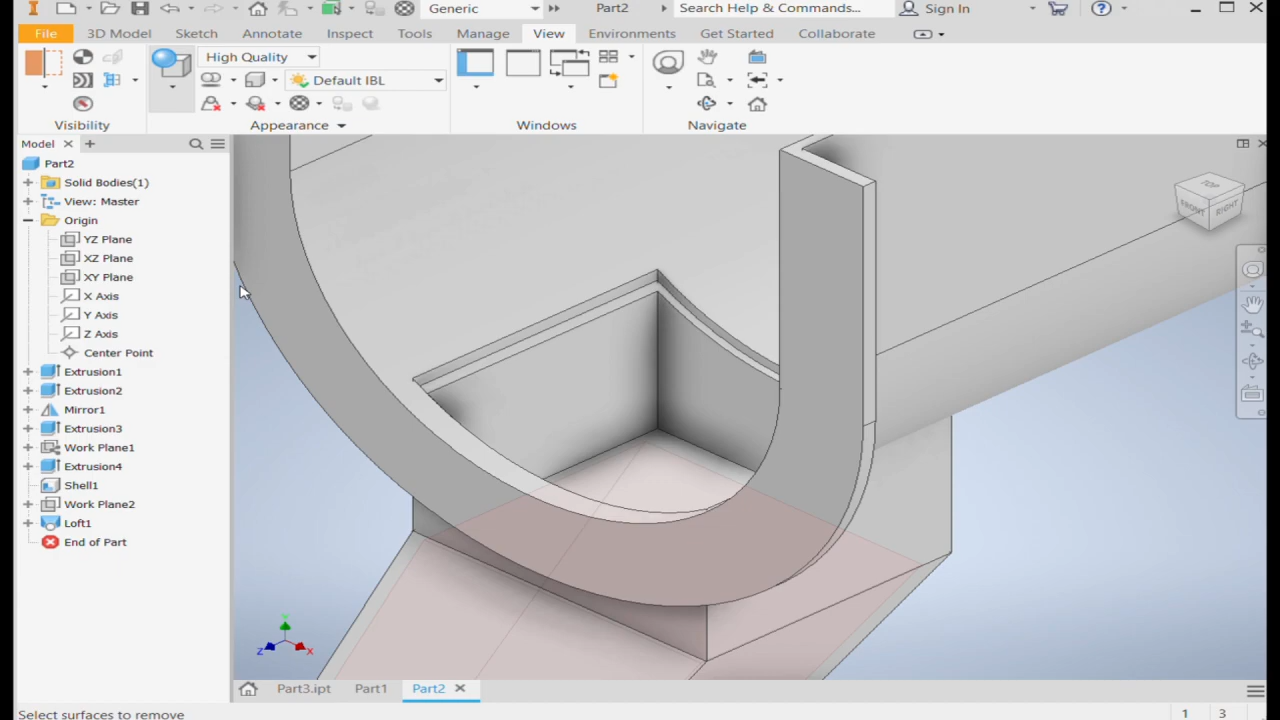 Generic
Part2
Search Help & Commands...
Sign In
File
3D Model
Sketch
Annotate
Inspect
Tools
Manage
View
Environments
Get Started
Collaborate
High Quality
Default IBL
Visibility
Appearance
Windows
Navigate
Model
Part2
Solid Bodies(1)
View: Master
Origin
YZ Plane
XZ Plane
XY Plane
X Axis
Y Axis
Z Axis
Center Point
Extrusion1
Extrusion2
Mirror1
Extrusion3
Work Plane1
Extrusion4
Shell1
Work Plane2
Loft1
End of Part
TOP
FRONT
RIGHT
Y
Z
X
Part3.ipt
Part1
Part2
Select surfaces to remove
1
3